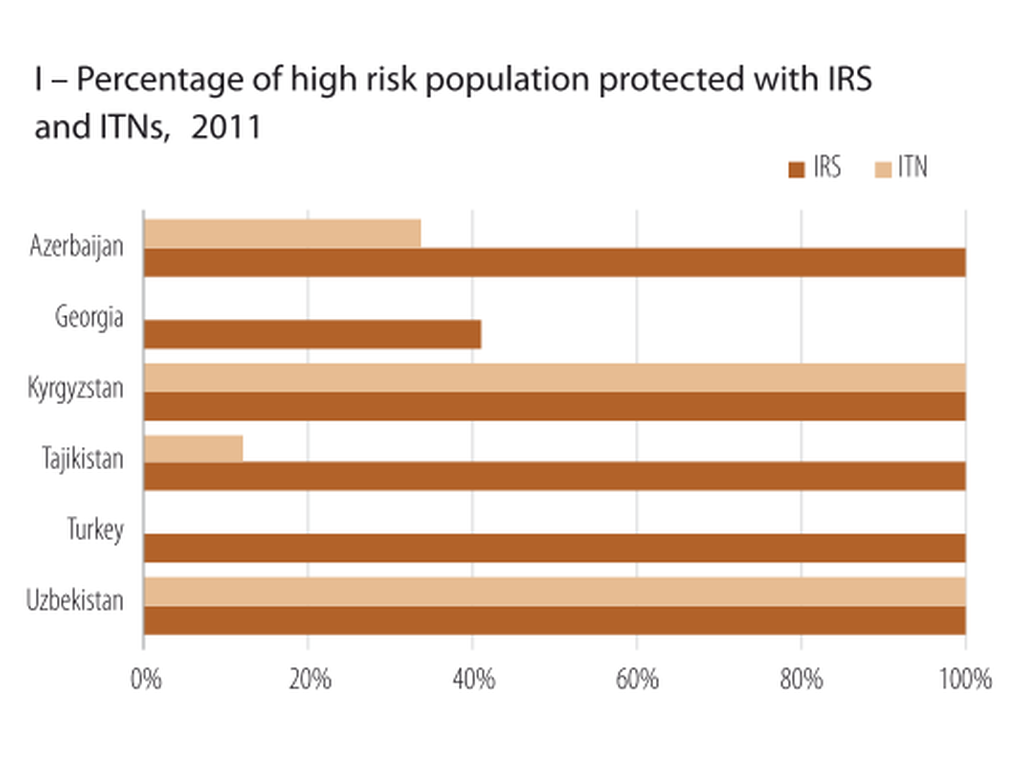 I – Percentage of high risk population protected with IRS
and ITNs, 2011
IRS ITN
Azerbaijan
Georgia
Kyrgyzstan
Tajikistan
Turkey
Uzbekistan
0% 20% 40% 60% 80% 100%